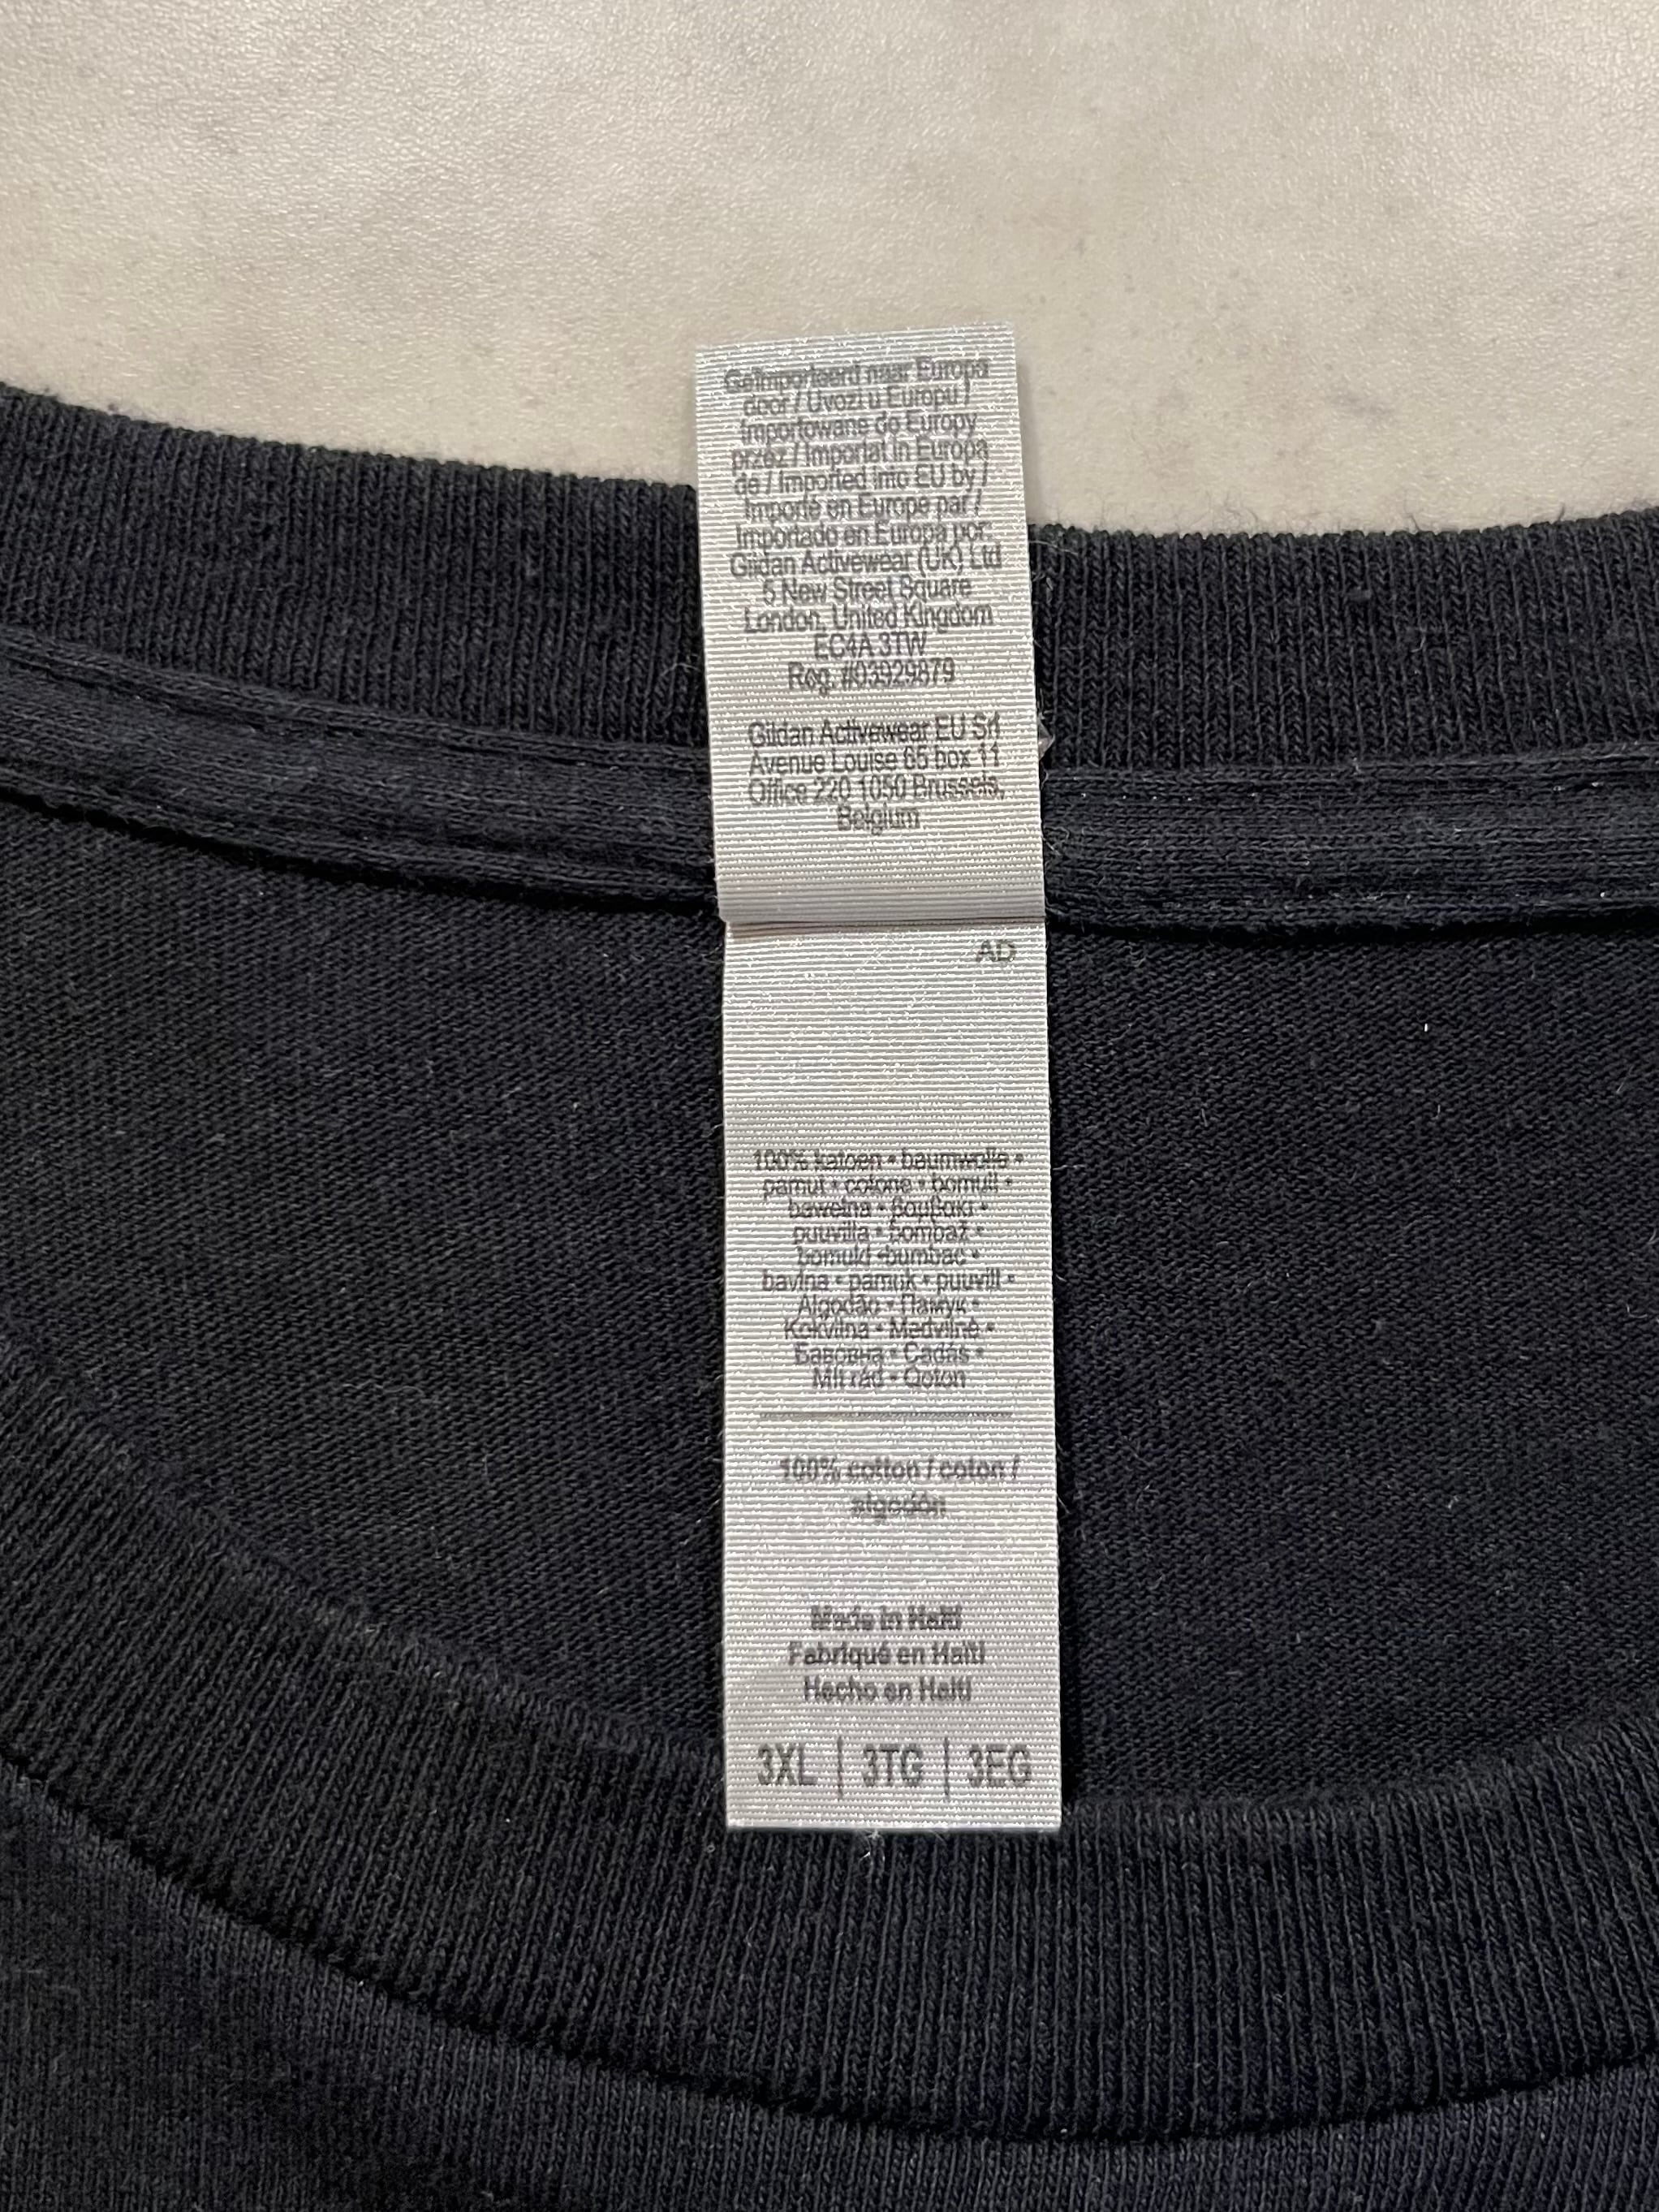 Geïmporteerd naar Europa
door / Uvozi u Europu /
Importowane do Europy
przez / Importat în Europa
de / Imported into EU by /
Importé en Europe par /
Importado en Europa por:
Gildan Activewear (UK) Ltd
5 New Street Square
London, United Kingdom
EC4A 3TW
Reg. #03929879
Gildan Activewear EU Srl
Avenue Louise 65 box 11
Office 220 1050 Brussels,
Belgium
AD
100% katoen • baumwolle •
pamut • cotone • bomull •
bawełna • βαμβάκι •
puuvilla • bombaž •
bomuld •bumbac •
bavlna • pamuk • puuvill •
Algodão • Памук •
Kokvilna • Medvilnė •
Бавовна • Cadás •
Mit rád • Qoton
100% cotton / coton /
algodón
Made in Haiti
Fabriqué en Haïti
Hecho en Haití
3XL | 3TG | 3EG